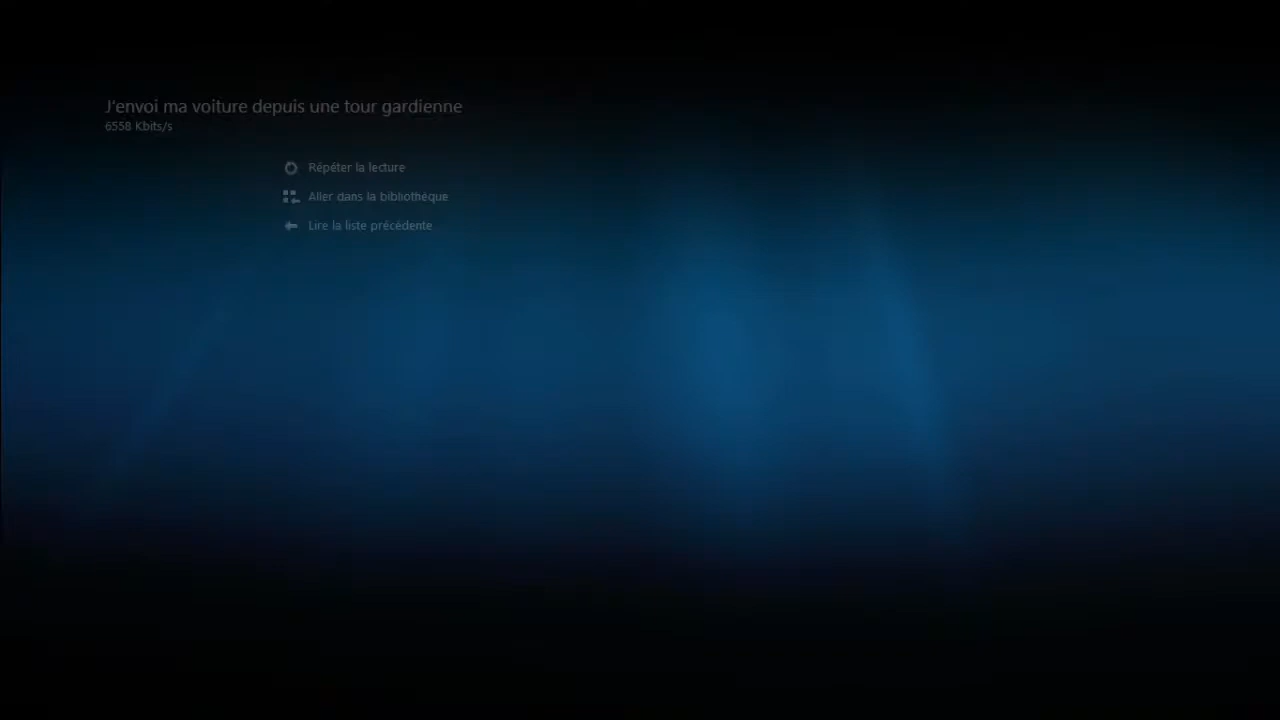 J'envoi ma voiture depuis une tour gardienne
6558 Kbits/s
Répéter la lecture
Aller dans la bibliothèque
Lire la liste précédente